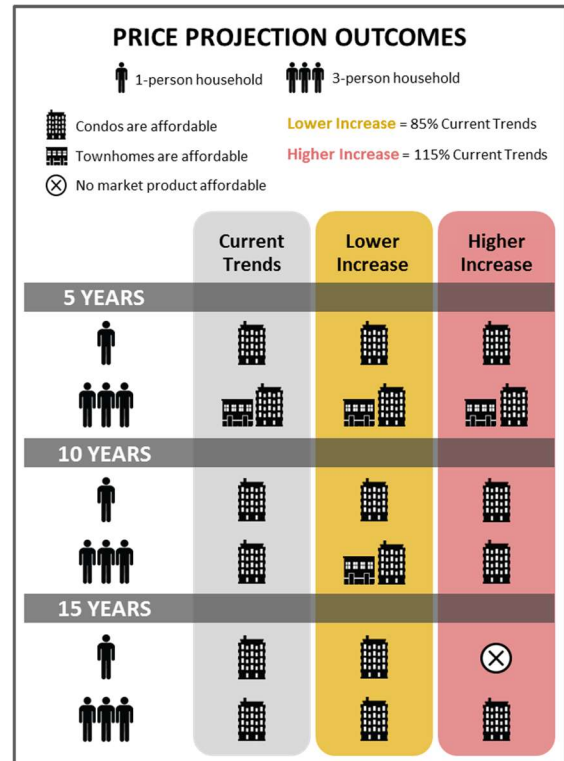 PRICE PROJECTION OUTCOMES
1-person household
3-person household
Condos are affordable
Lower Increase = 85% Current Trends
Townhomes are affordable
Higher Increase = 115% Current Trends
No market product affordable
Current
Trends
Lower
Increase
Higher
Increase
5 YEARS
10 YEARS
15 YEARS